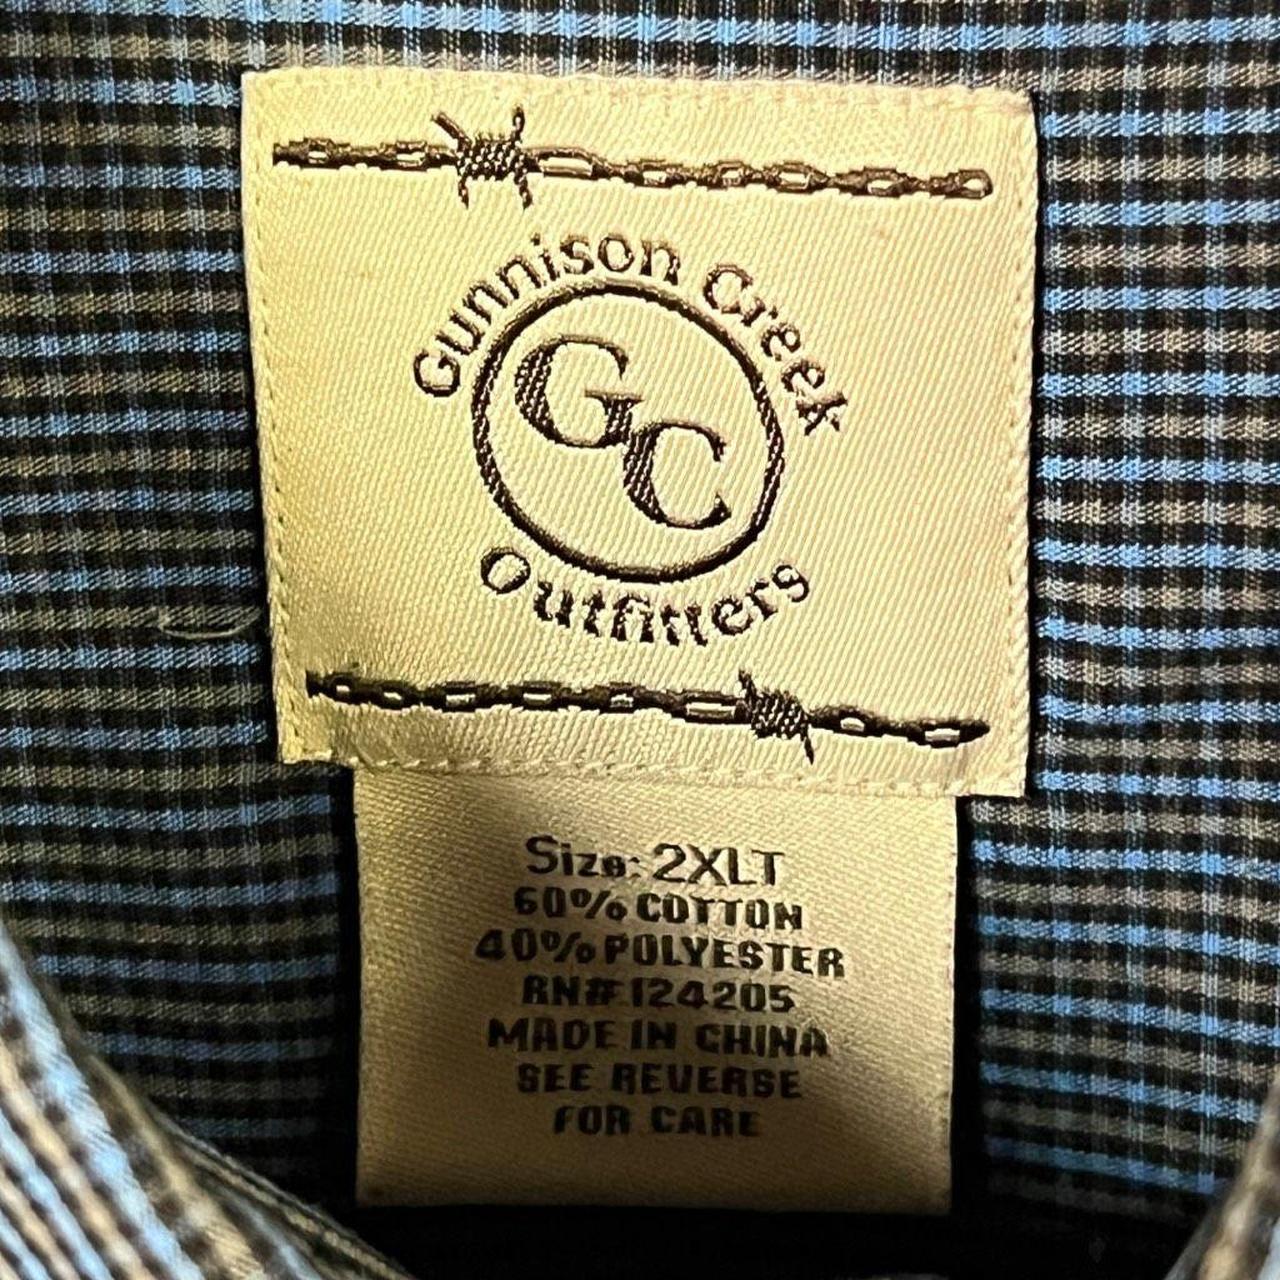 Gunnison Creek
GC
Outfitters
Size: 2XLT
60% COTTON
40% POLYESTER
RN# 124205
MADE IN CHINA
SEE REVERSE
FOR CARE